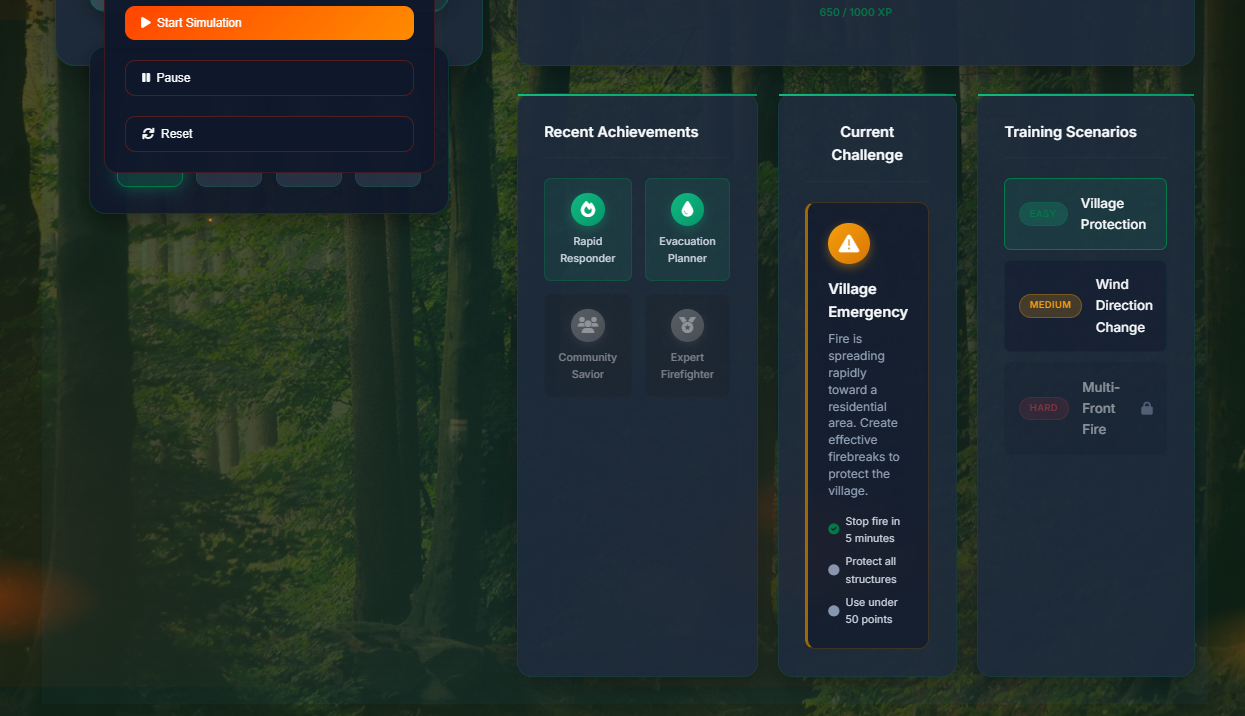 Start Simulation
Pause
Reset
650 / 1000 XP
Recent Achievements
Rapid
Responder
Evacuation
Planner
Community
Savior
Expert
Firefighter
Current
Challenge
Village
Emergency
Fire is
spreading
rapidly
toward a
residential
area. Create
effective
firebreaks to
protect the
village.
Stop fire in
5 minutes
Protect all
structures
Use under
50 points
Training Scenarios
EASY
Village
Protection
MEDIUM
Wind
Direction
Change
HARD
Multi-
Front
Fire